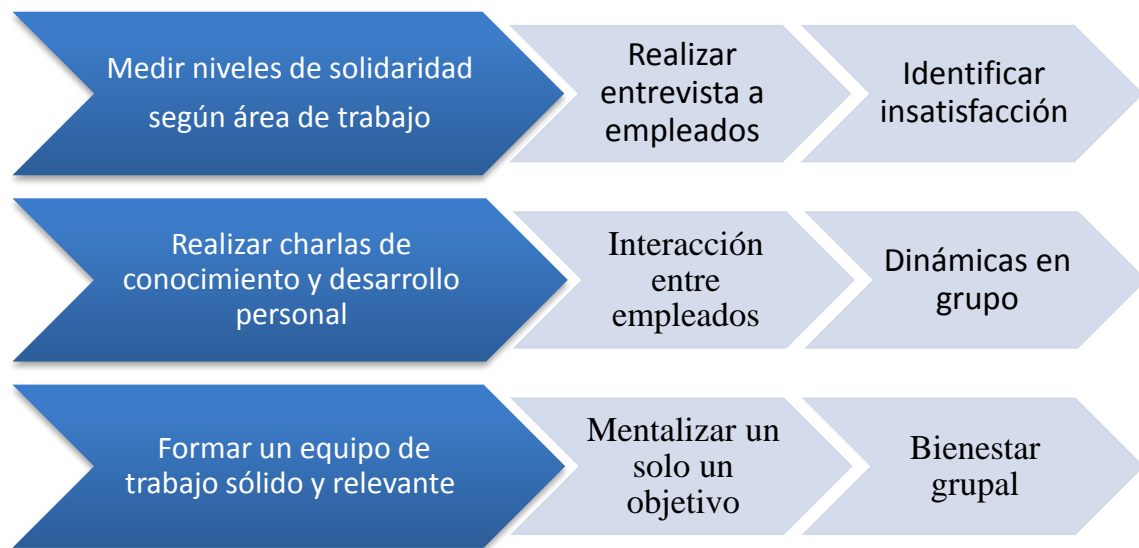 Medir niveles de solidaridad
según área de trabajo
Realizar
entrevista a
empleados
Identificar
insatisfacción
Realizar charlas de
conocimiento y desarrollo
personal
Interacción
entre
empleados
Dinámicas en
grupo
Formar un equipo de
trabajo sólido y relevante
Mentalizar un
solo un
objetivo
Bienestar
grupal